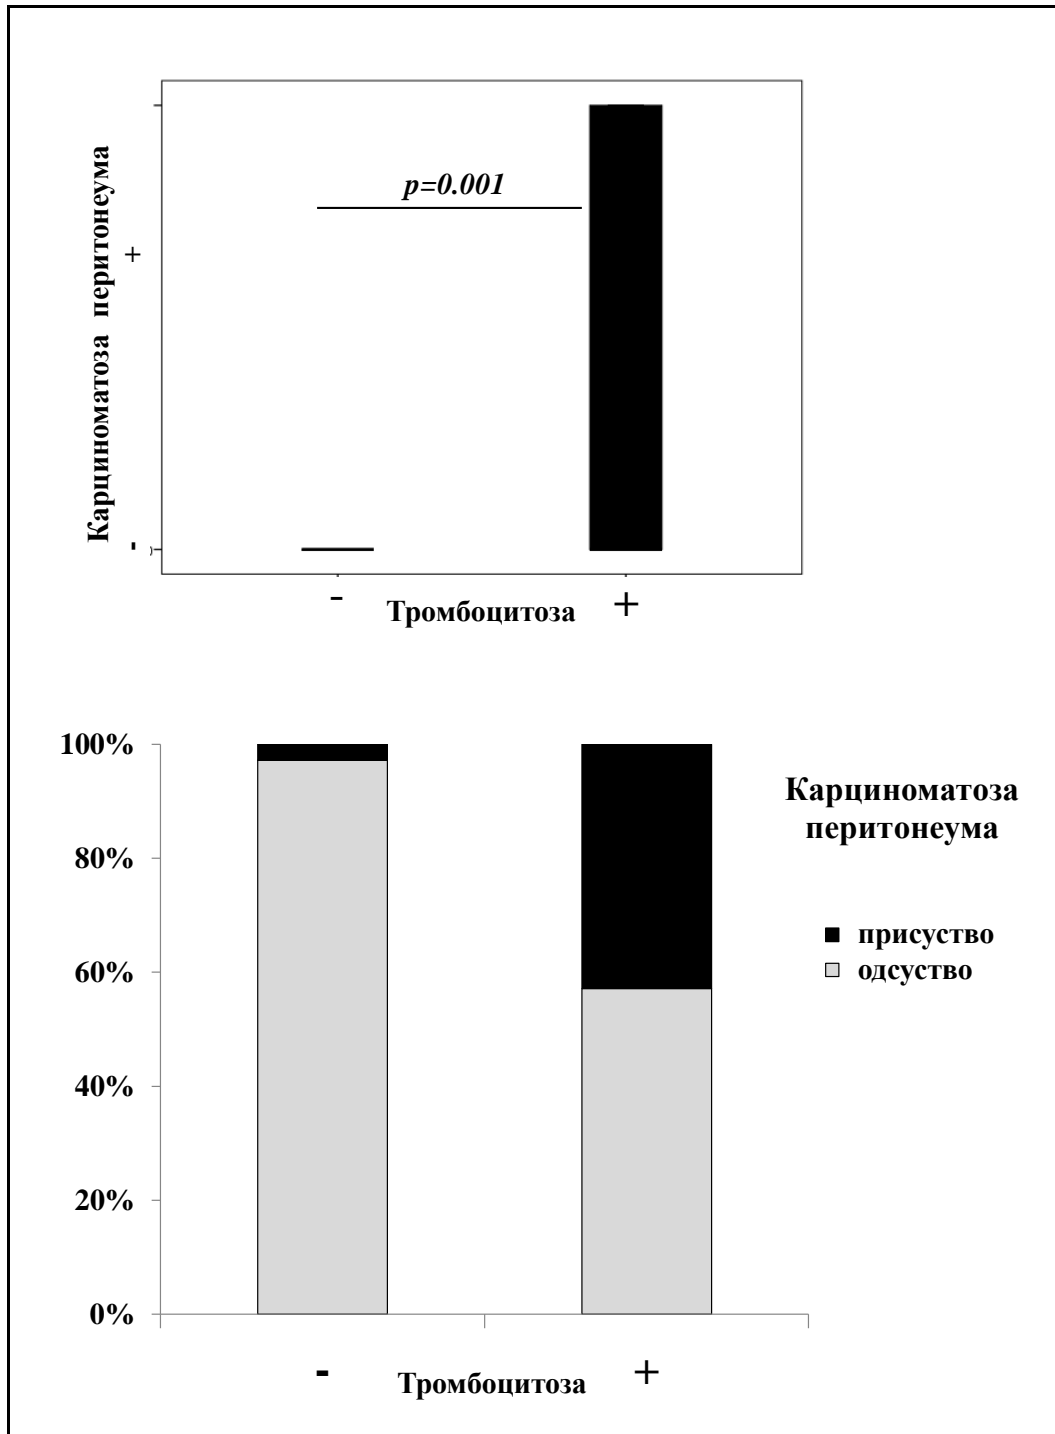 Карциноматоза перитонеума
+
-
p=0.001
- Тромбоцитоза +
100%
80%
60%
40%
20%
0%
Карциноматоза
перитонеума
присуство
одсуство
- Тромбоцитоза +